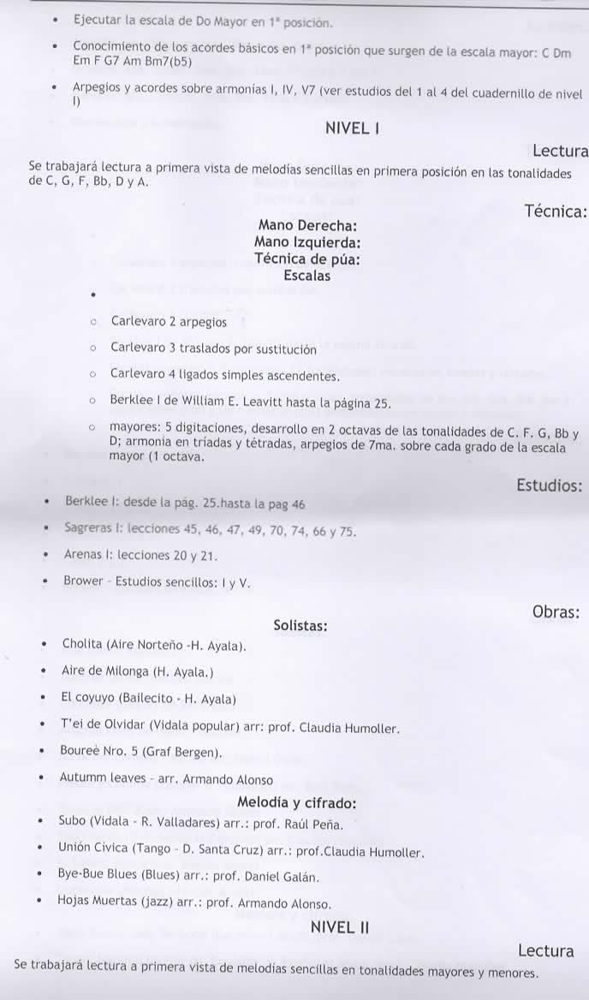 • Ejecutar la escala de Do Mayor en 1ª posición.
• Conocimiento de los acordes básicos en 1ª posición que surgen de la escala mayor: C Dm
Em F G7 Am Bm7(b5)
• Arpegios y acordes sobre armonías I, IV, V7 (ver estudios del 1 al 4 del cuadernillo de nivel
I)
NIVEL I
Lectura
Se trabajará lectura a primera vista de melodías sencillas en primera posición en las tonalidades
de C, G, F, Bb, D y A.
Técnica:
Mano Derecha:
Mano Izquierda:
Técnica de púa:
Escalas
•
○ Carlevaro 2 arpegios
○ Carlevaro 3 traslados por sustitución
○ Carlevaro 4 ligados simples ascendentes.
○ Berklee I de William E. Leavitt hasta la página 25.
○ mayores: 5 digitaciones, desarrollo en 2 octavas de las tonalidades de C. F. G, Bb y
D; armonía en tríadas y tétradas, arpegios de 7ma. sobre cada grado de la escala
mayor (1 octava.
Estudios:
• Berklee I: desde la pág. 25.hasta la pag 46
• Sagreras I: lecciones 45, 46, 47, 49, 70, 74, 66 y 75.
• Arenas I: lecciones 20 y 21.
• Brower - Estudios sencillos: I y V.
Obras:
Solistas:
• Cholita (Aire Norteño -H. Ayala).
• Aire de Milonga (H. Ayala.)
• El coyuyo (Bailecito - H. Ayala)
• T'ei de Olvidar (Vidala popular) arr: prof. Claudia Humoller.
• Boureè Nro. 5 (Graf Bergen).
• Autumm leaves - arr. Armando Alonso
Melodía y cifrado:
• Subo (Vidala - R. Valladares) arr.: prof. Raúl Peña.
• Unión Cívica (Tango - D. Santa Cruz) arr.: prof.Claudia Humoller.
• Bye-Bue Blues (Blues) arr.: prof. Daniel Galán.
• Hojas Muertas (jazz) arr.: prof. Armando Alonso.
NIVEL II
Lectura
Se trabajará lectura a primera vista de melodías sencillas en tonalidades mayores y menores.